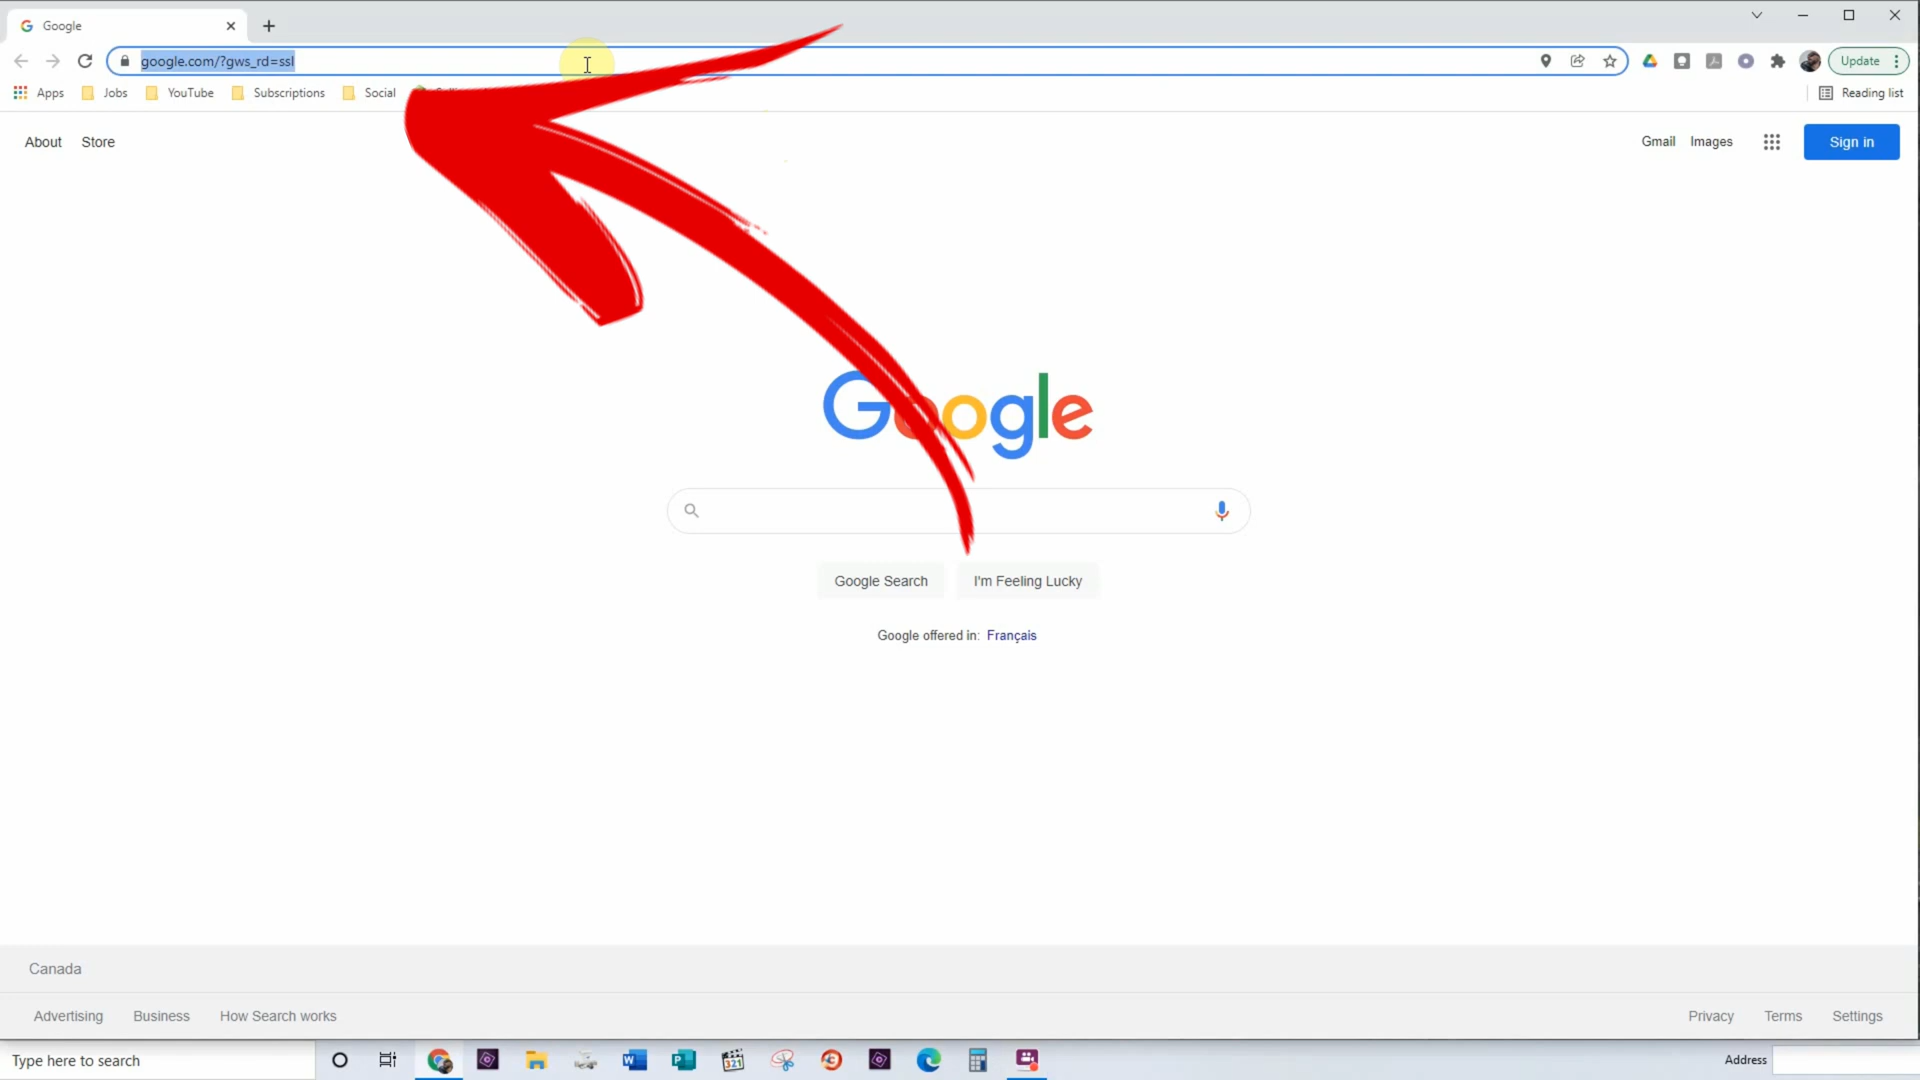 Google
google.com/?gws_rd=ssl
Update
Apps Jobs YouTube Subscriptions Social
Reading list
About Store
Gmail Images Sign in
Google
Google Search I'm Feeling Lucky
Google offered in: Français
Canada
Advertising Business How Search works
Privacy Terms Settings
Type here to search
W
P
321
Address